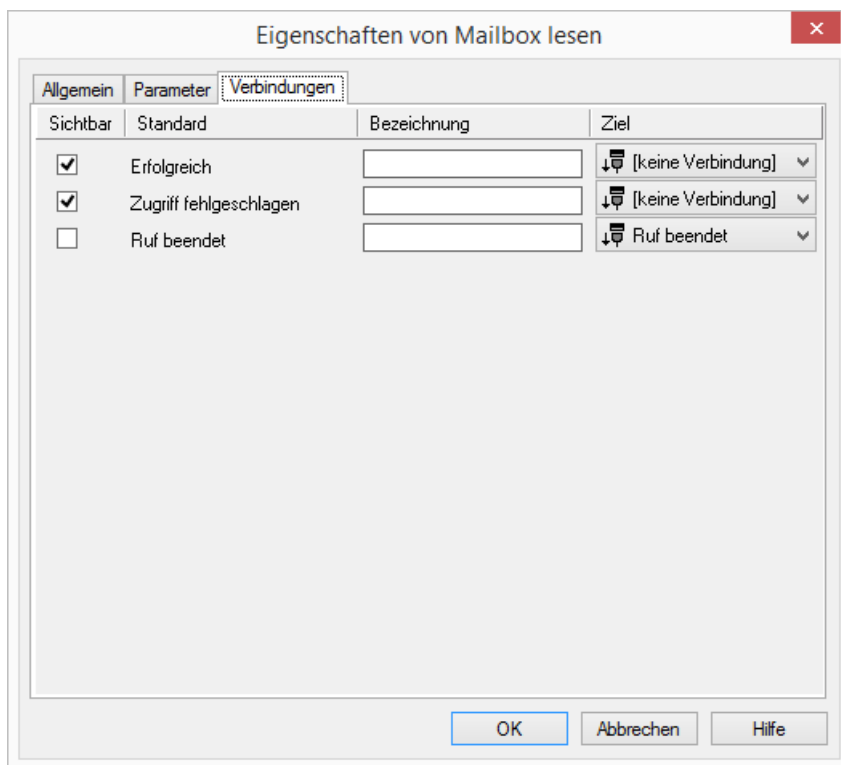 Eigenschaften von Mailbox lesen
Allgemein Parameter Verbindungen
Sichtbar Standard Bezeichnung Ziel
Erfolgreich [keine Verbindung]
Zugriff fehlgeschlagen [keine Verbindung]
Ruf beendet Ruf beendet
OK Abbrechen Hilfe